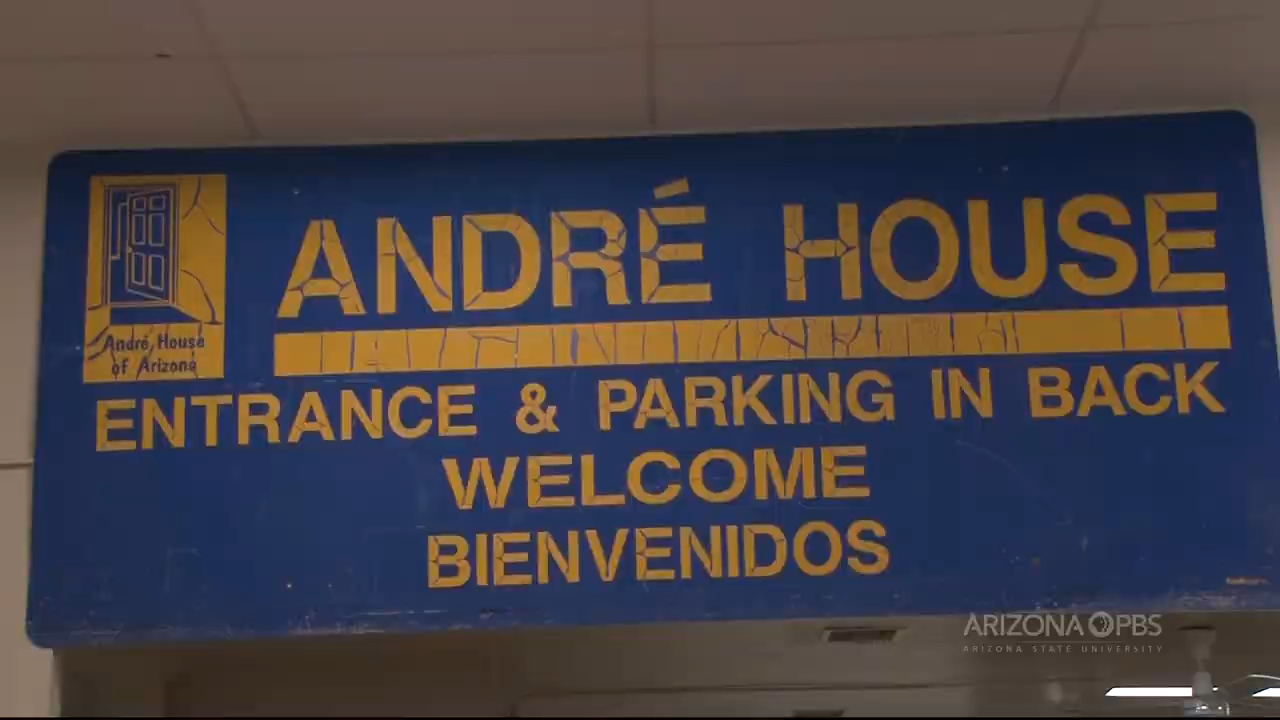 ANDRÉ HOUSE
André House
of Arizona
ENTRANCE & PARKING IN BACK
WELCOME
BIENVENIDOS
ARIZONA PBS
ARIZONA STATE UNIVERSITY